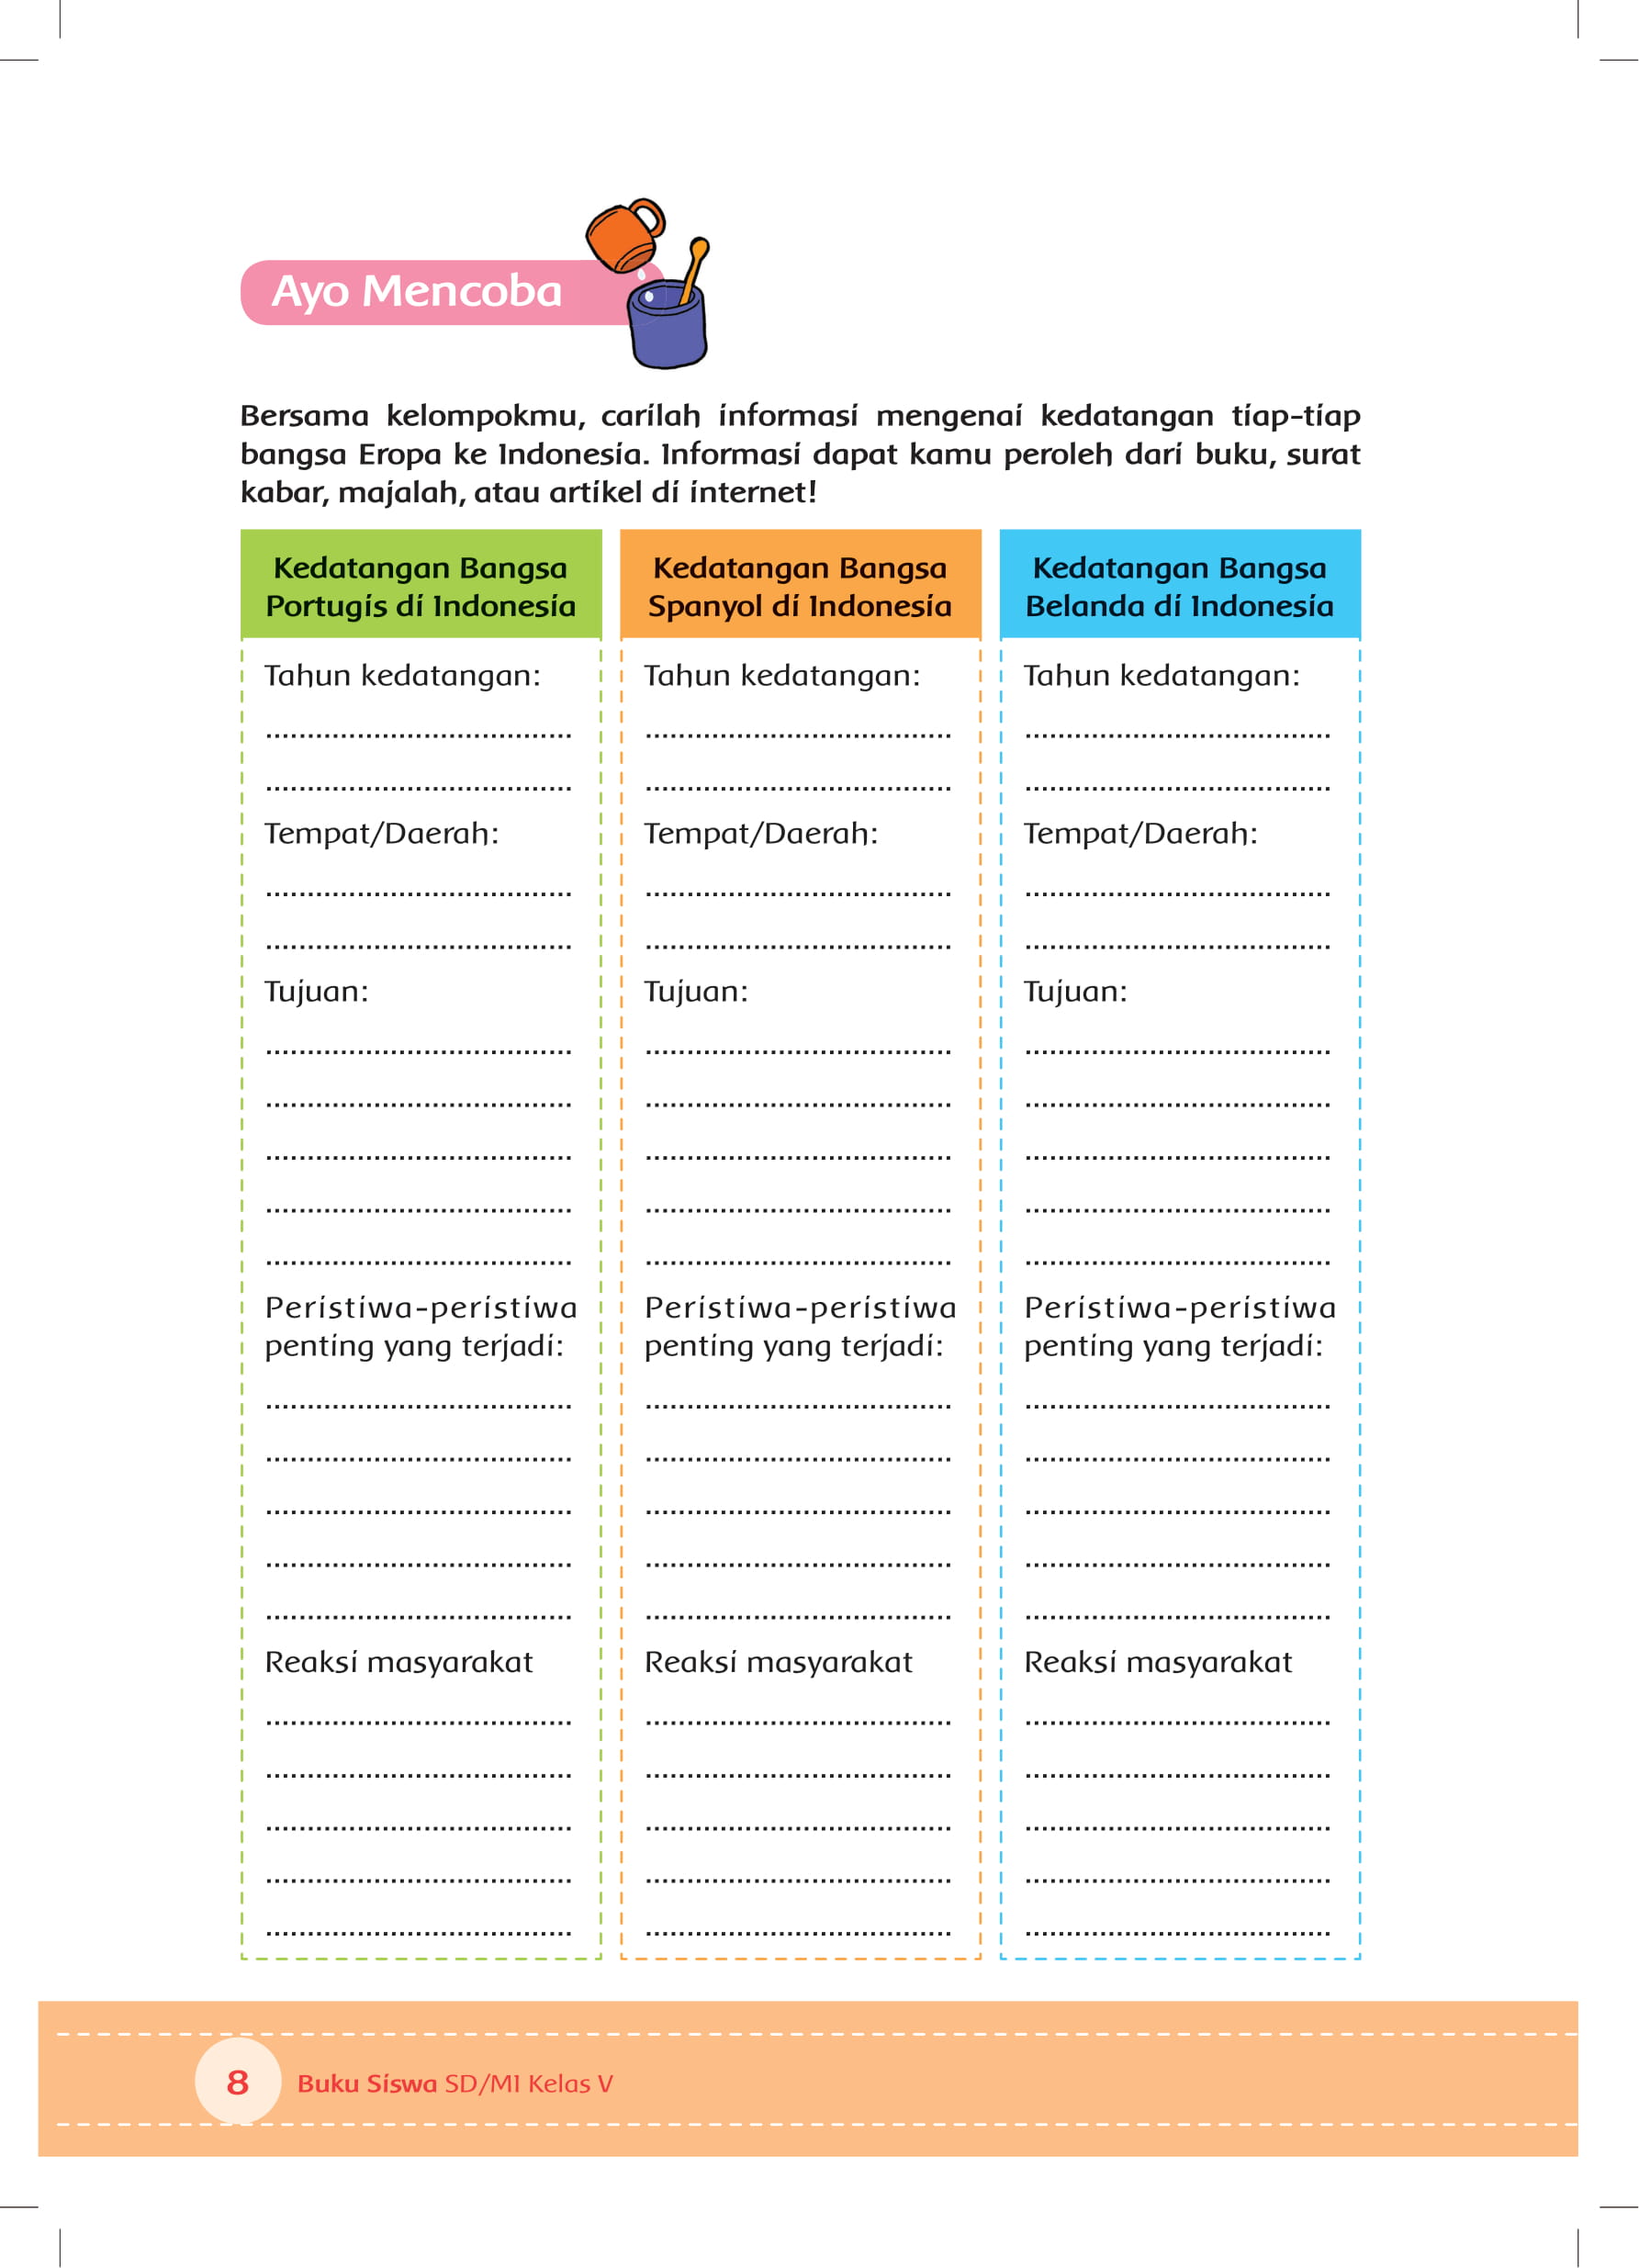 Ayo Mencoba
Bersama kelompokmu, carilah informasi mengenai kedatangan tiap-tiap
bangsa Eropa ke Indonesia. Informasi dapat kamu peroleh dari buku, surat
kabar, majalah, atau artikel di internet!
Kedatangan Bangsa
Portugis di Indonesia
Tahun kedatangan:
.....................................
.....................................
Tempat/Daerah:
.....................................
.....................................
Tujuan:
.....................................
.....................................
.....................................
.....................................
.....................................
Peristiwa-peristiwa
penting yang terjadi:
.....................................
.....................................
.....................................
.....................................
.....................................
Reaksi masyarakat
.....................................
.....................................
.....................................
.....................................
.....................................
Kedatangan Bangsa
Spanyol di Indonesia
Tahun kedatangan:
.....................................
.....................................
Tempat/Daerah:
.....................................
.....................................
Tujuan:
.....................................
.....................................
.....................................
.....................................
.....................................
Peristiwa-peristiwa
penting yang terjadi:
.....................................
.....................................
.....................................
.....................................
.....................................
Reaksi masyarakat
.....................................
.....................................
.....................................
.....................................
.....................................
Kedatangan Bangsa
Belanda di Indonesia
Tahun kedatangan:
.....................................
.....................................
Tempat/Daerah:
.....................................
.....................................
Tujuan:
.....................................
.....................................
.....................................
.....................................
.....................................
Peristiwa-peristiwa
penting yang terjadi:
.....................................
.....................................
.....................................
.....................................
.....................................
Reaksi masyarakat
.....................................
.....................................
.....................................
.....................................
.....................................
8 Buku Siswa SD/MI Kelas V